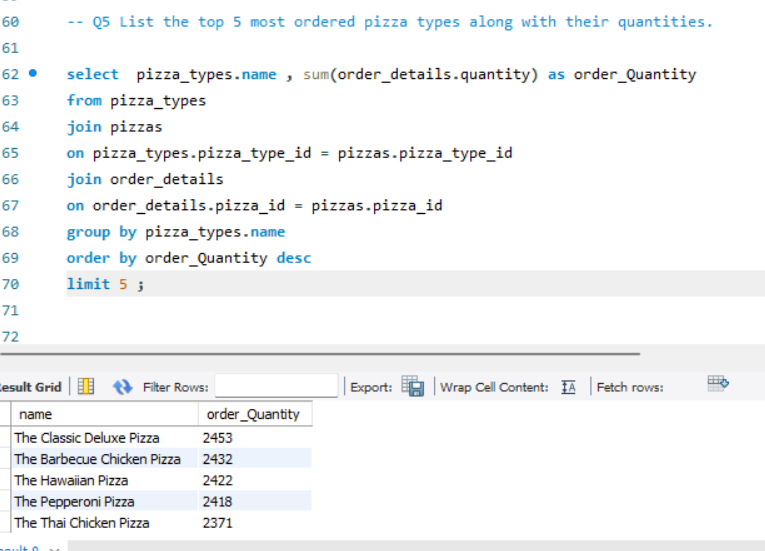 60 -- Q5 List the top 5 most ordered pizza types along with their quantities.
61
62 select pizza_types.name , sum(order_details.quantity) as order_Quantity
63 from pizza_types
64 join pizzas
65 on pizza_types.pizza_type_id = pizzas.pizza_type_id
66 join order_details
67 on order_details.pizza_id = pizzas.pizza_id
68 group by pizza_types.name
69 order by order_Quantity desc
70 limit 5 ;
71
72
Result Grid Filter Rows: Export: Wrap Cell Content: IA Fetch rows:
name order_Quantity
The Classic Deluxe Pizza 2453
The Barbecue Chicken Pizza 2432
The Hawaiian Pizza 2422
The Pepperoni Pizza 2418
The Thai Chicken Pizza 2371